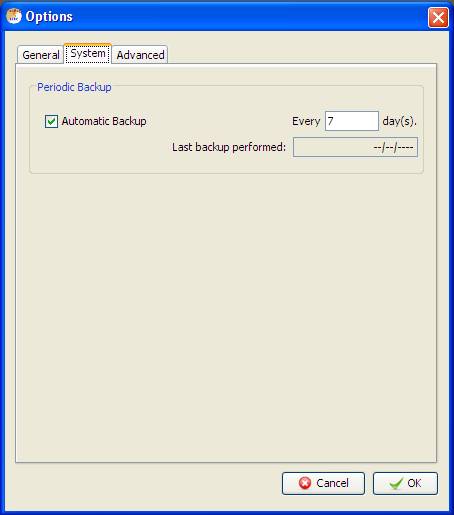 Options
General System Advanced
Periodic Backup
Automatic Backup Every 7 day(s).
Last backup performed: --/--/----
Cancel OK